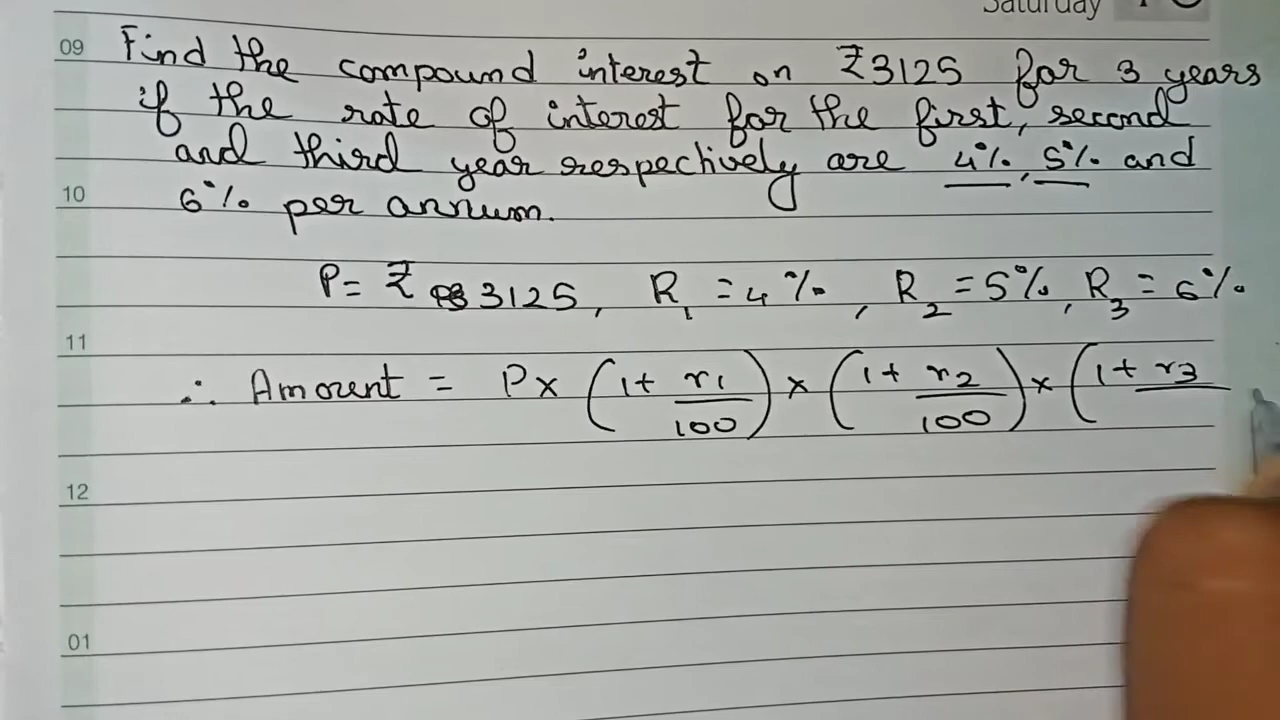 Saturday
09 Find the compound interest on ₹3125 for 3 years
if the rate of interest for the first, second
and third year respectively are 4%, 5% and
10 6% per annum.
P= ₹ 3125, R1 = 4%, R2 = 5%, R3 = 6%
11
∴ Amount = P× (1+ r1/100) × (1+ r2/100) × (1+ r3
12
01